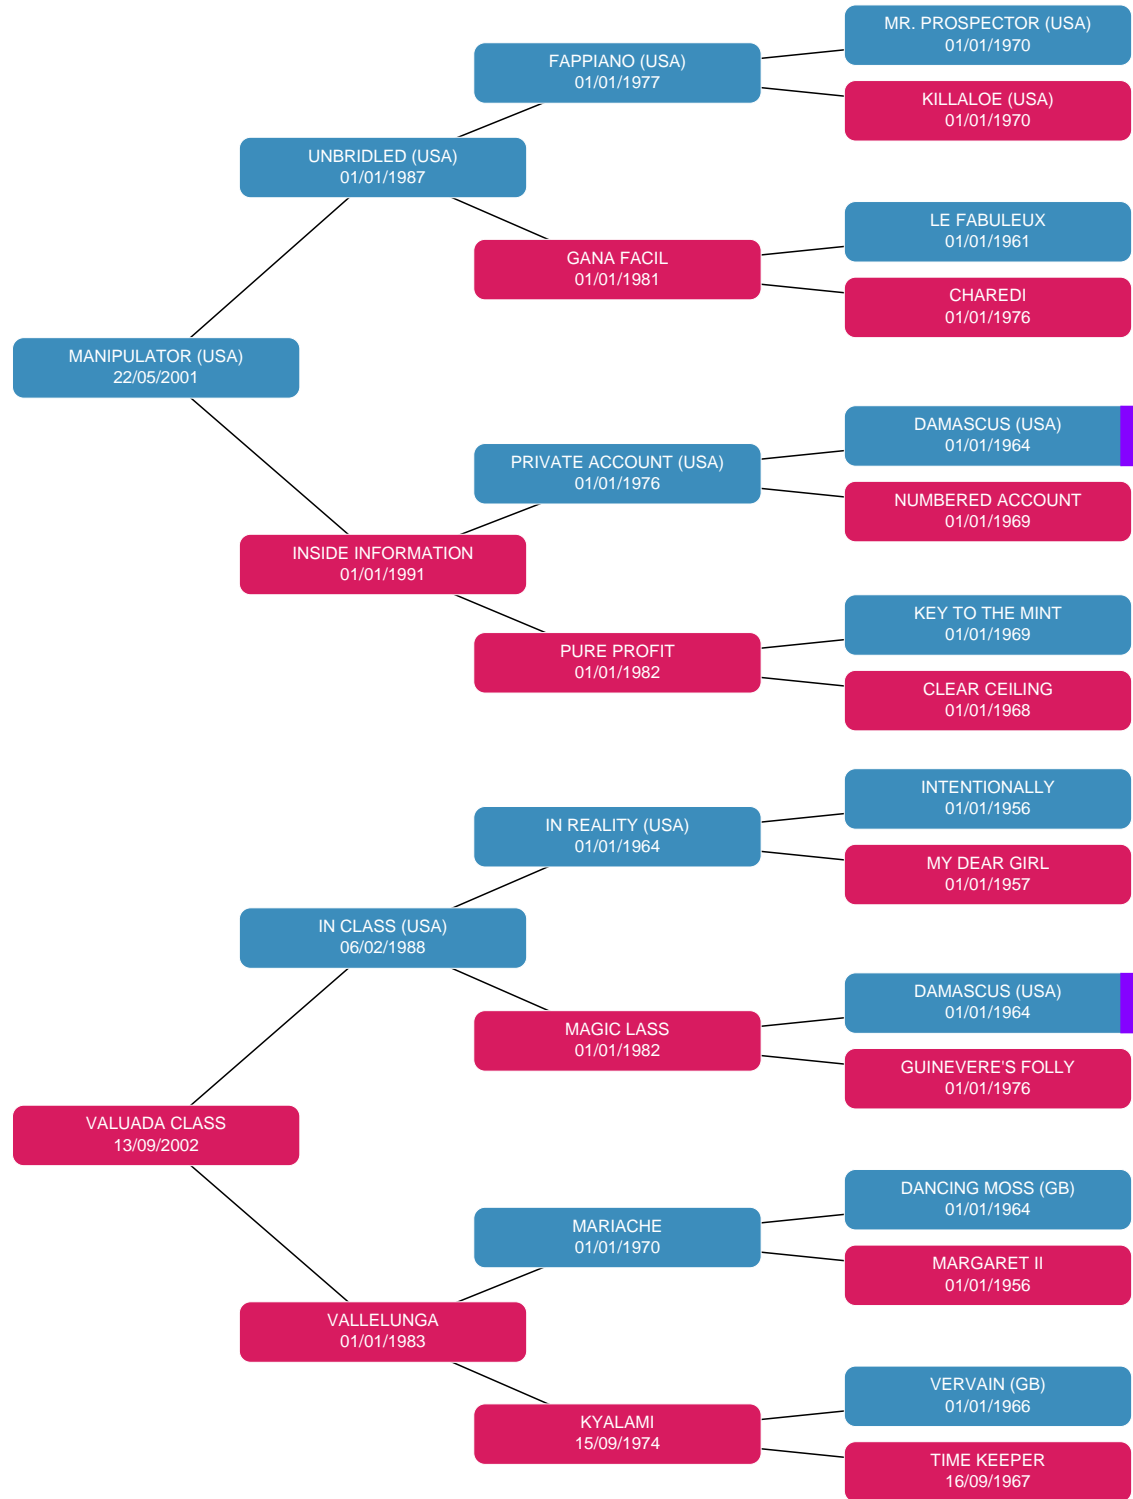 MR. PROSPECTOR (USA)
01/01/1970
FAPPIANO (USA)
01/01/1977
KILLALOE (USA)
01/01/1970
UNBRIDLED (USA)
01/01/1987
LE FABULEUX
01/01/1961
GANA FACIL
01/01/1981
CHAREDI
01/01/1976
MANIPULATOR (USA)
22/05/2001
DAMASCUS (USA)
01/01/1964
PRIVATE ACCOUNT (USA)
01/01/1976
NUMBERED ACCOUNT
01/01/1969
INSIDE INFORMATION
01/01/1991
KEY TO THE MINT
01/01/1969
PURE PROFIT
01/01/1982
CLEAR CEILING
01/01/1968
INTENTIONALLY
01/01/1956
IN REALITY (USA)
01/01/1964
MY DEAR GIRL
01/01/1957
IN CLASS (USA)
06/02/1988
DAMASCUS (USA)
01/01/1964
MAGIC LASS
01/01/1982
GUINEVERE'S FOLLY
01/01/1976
VALUADA CLASS
13/09/2002
DANCING MOSS (GB)
01/01/1964
MARIACHE
01/01/1970
MARGARET II
01/01/1956
VALLELUNGA
01/01/1983
VERVAIN (GB)
01/01/1966
KYALAMI
15/09/1974
TIME KEEPER
16/09/1967